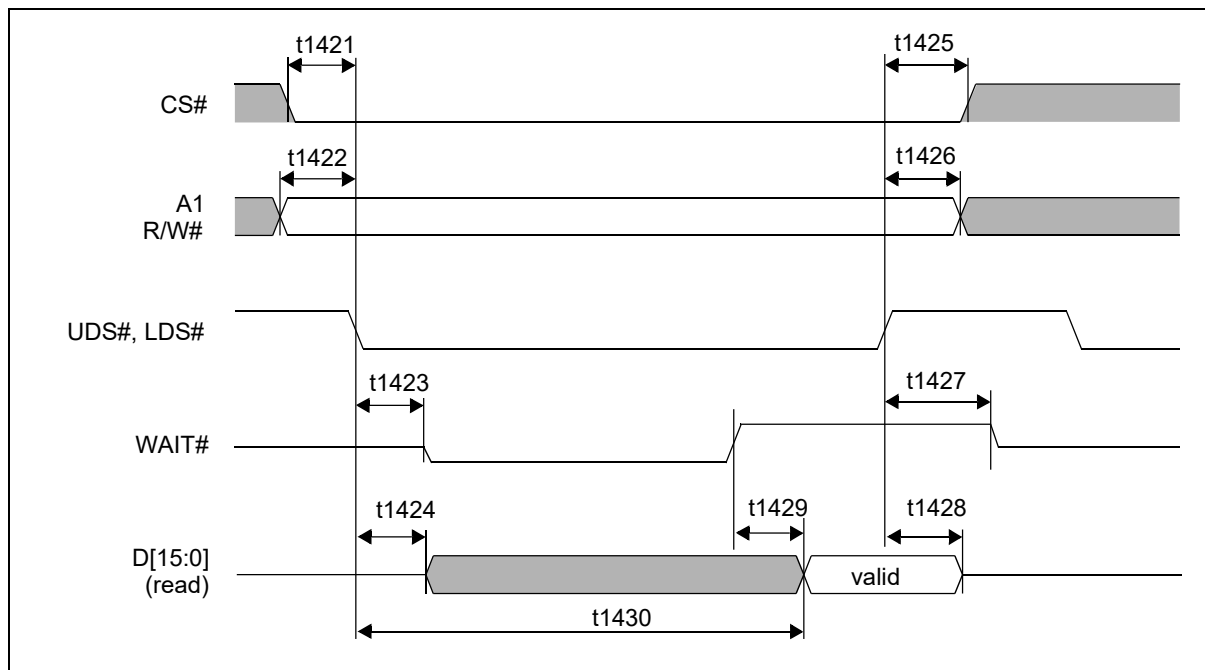 t1421
t1425
CS#
t1422
t1426
A1
R/W#
UDS#, LDS#
t1423
t1427
WAIT#
t1424
t1429
t1428
D[15:0]
(read)
valid
t1430